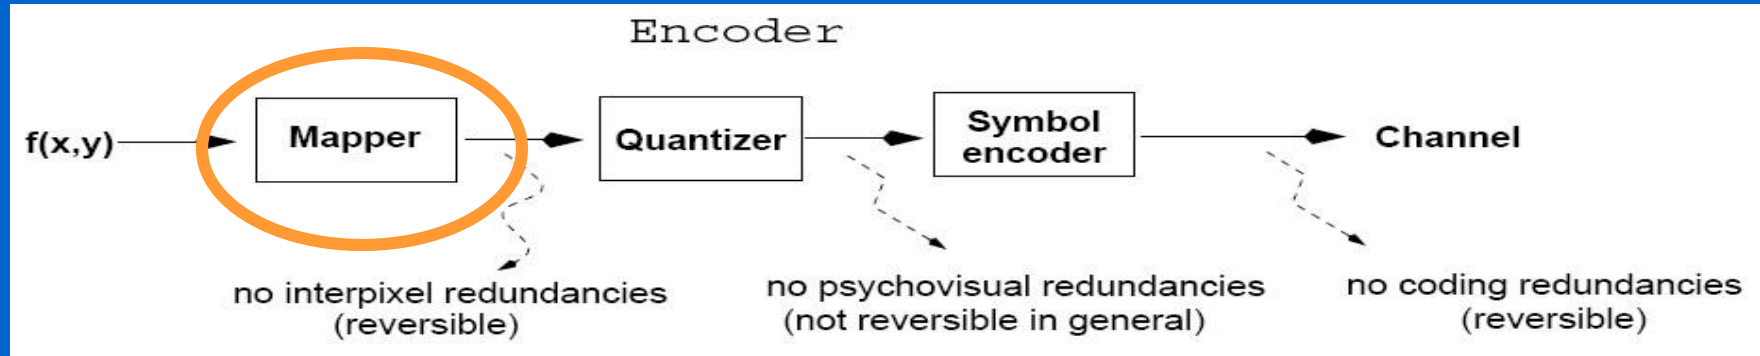 Encoder
f(x,y)
Mapper
Quantizer
Symbol
encoder
Channel
no interpixel redundancies
(reversible)
no psychovisual redundancies
(not reversible in general)
no coding redundancies
(reversible)